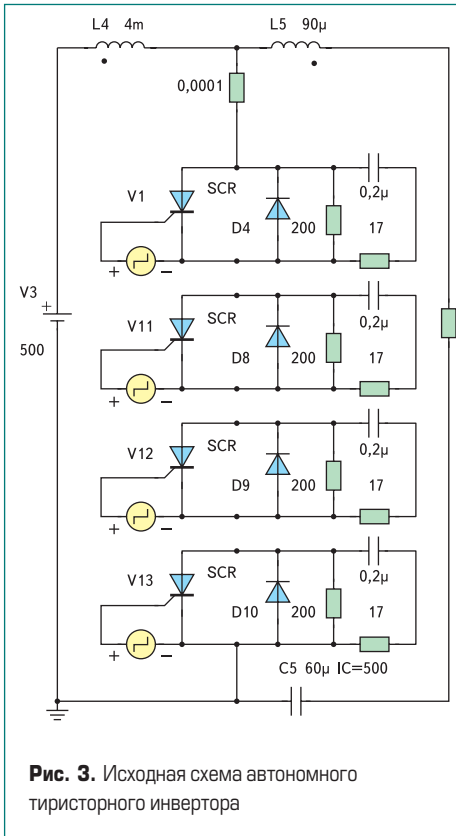 L4 4m L5 90µ
0,0001
V1 SCR 0,2µ
D4 200 17
+ −
V3
+
500
V11 SCR 0,2µ
D8 200 17
+ −
V12 SCR 0,2µ
D9 200 17
+ −
V13 SCR 0,2µ
D10 200 17
+ −
C5 60µ IC=500
Рис. 3. Исходная схема автономного
тиристорного инвертора